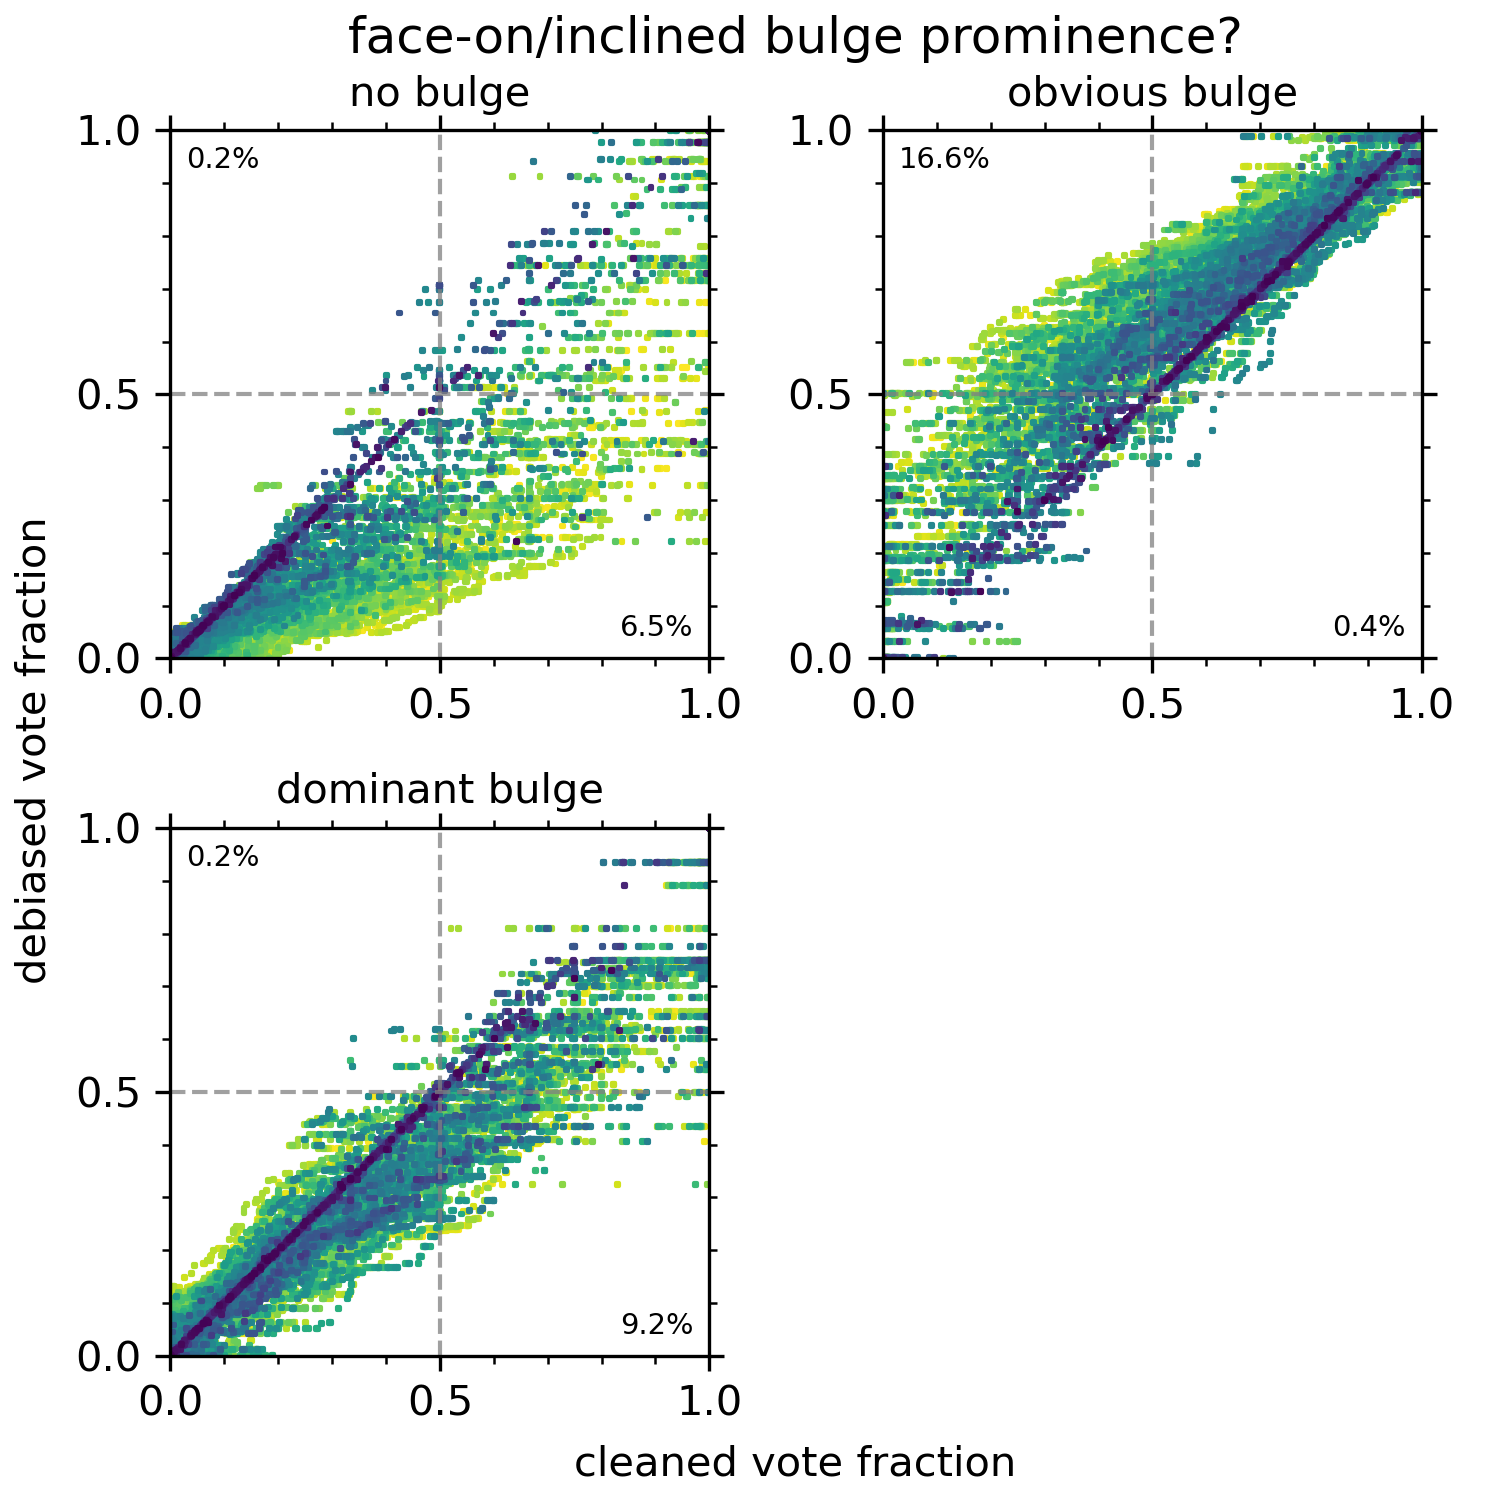 face-on/inclined bulge prominence?
no bulge
1.0
0.5
0.0
0.2%
6.5%
0.0 0.5 1.0
obvious bulge
1.0
0.5
0.0
16.6%
0.4%
0.0 0.5 1.0
dominant bulge
1.0
0.5
0.0
0.2%
9.2%
0.0 0.5 1.0
debiased vote fraction
cleaned vote fraction